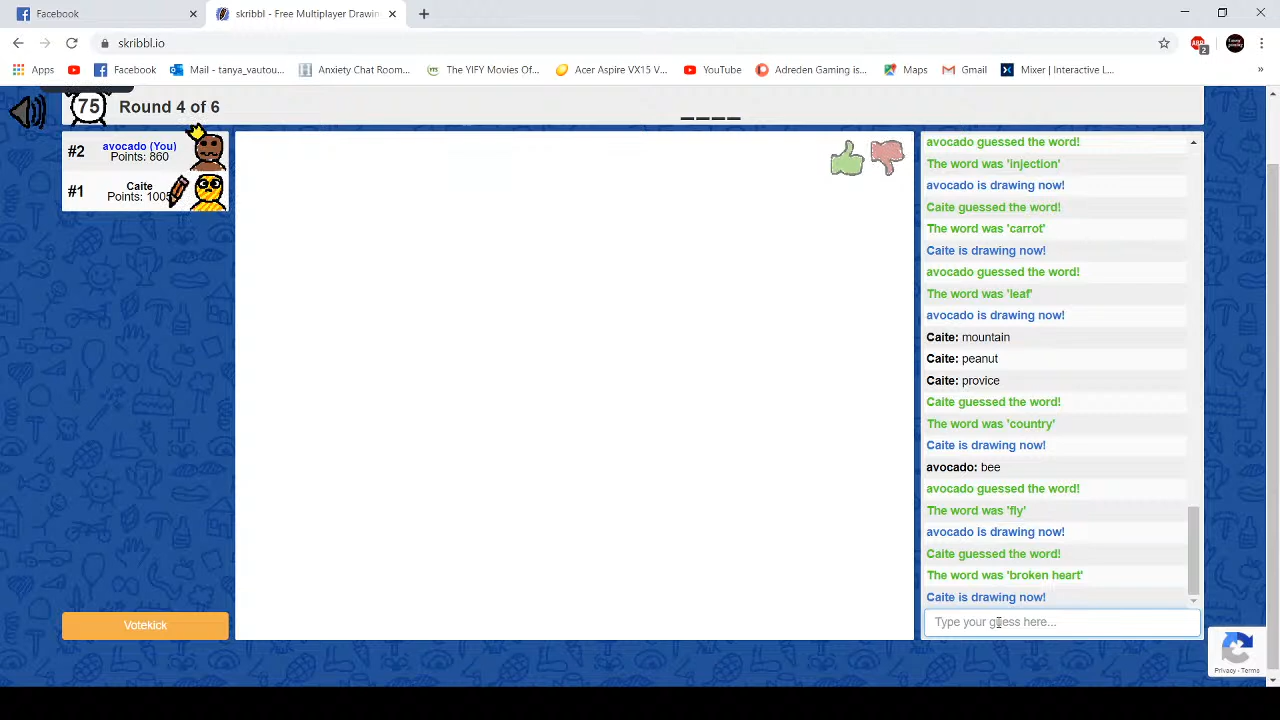 Facebook
skribbl - Free Multiplayer Drawin
skribbl.io
ABP
2
Apps
Facebook
Mail - tanya_vautou...
Anxiety Chat Room...
The YIFY Movies Of...
Acer Aspire VX15 V...
YouTube
Adreden Gaming is...
Maps
Gmail
Mixer | Interactive L...
75
Round 4 of 6
_ _ _ _
#2
avocado (You)
Points: 860
#1
Caite
Points: 1005
avocado guessed the word!
The word was 'injection'
avocado is drawing now!
Caite guessed the word!
The word was 'carrot'
Caite is drawing now!
avocado guessed the word!
The word was 'leaf'
avocado is drawing now!
Caite: mountain
Caite: peanut
Caite: provice
Caite guessed the word!
The word was 'country'
Caite is drawing now!
avocado: bee
avocado guessed the word!
The word was 'fly'
avocado is drawing now!
Caite guessed the word!
The word was 'broken heart'
Caite is drawing now!
Type your guess here...
Votekick
Privacy - Terms